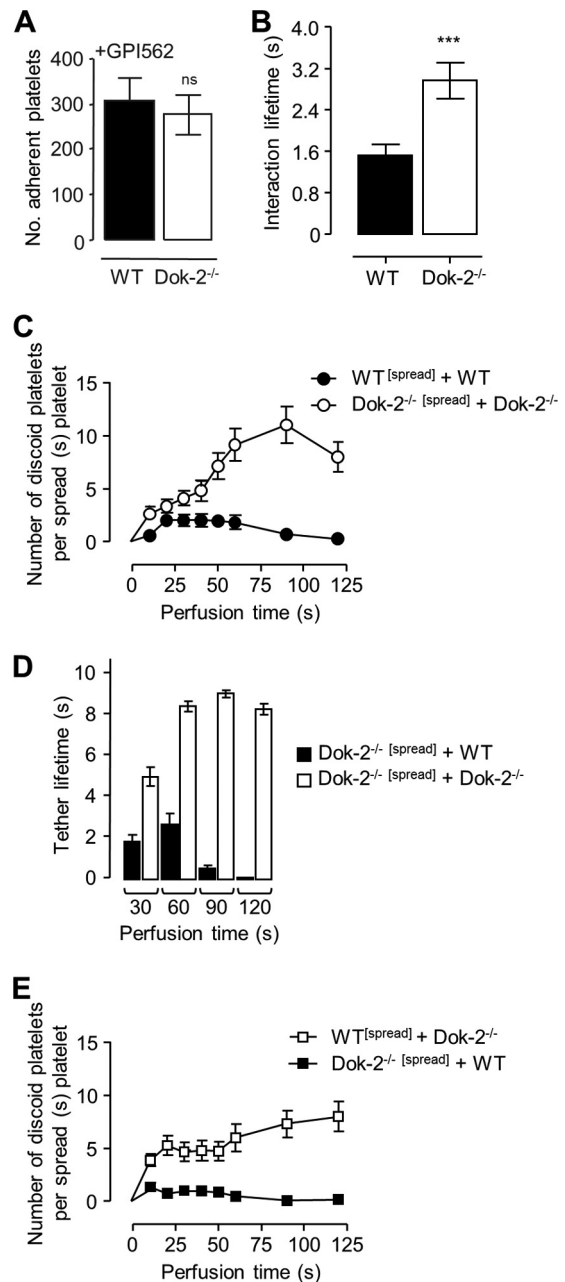 A
+GPI562
No. adherent platelets
400
300
200
100
0
ns
WT Dok-2-/-
B
Interaction lifetime (s)
4.0
3.2
2.4
1.6
0.8
0
***
WT Dok-2-/-
C
Number of discoid platelets
per spread (s) platelet
15
10
5
0
WT[spread] + WT
Dok-2-/- [spread] + Dok-2-/-
0 25 50 75 100 125
Perfusion time (s)
D
Tether lifetime (s)
10
8
6
4
2
0
Dok-2-/- [spread] + WT
Dok-2-/- [spread] + Dok-2-/-
30 60 90 120
Perfusion time (s)
E
Number of discoid platelets
per spread (s) platelet
15
10
5
0
WT[spread] + Dok-2-/-
Dok-2-/- [spread] + WT
0 25 50 75 100 125
Perfusion time (s)